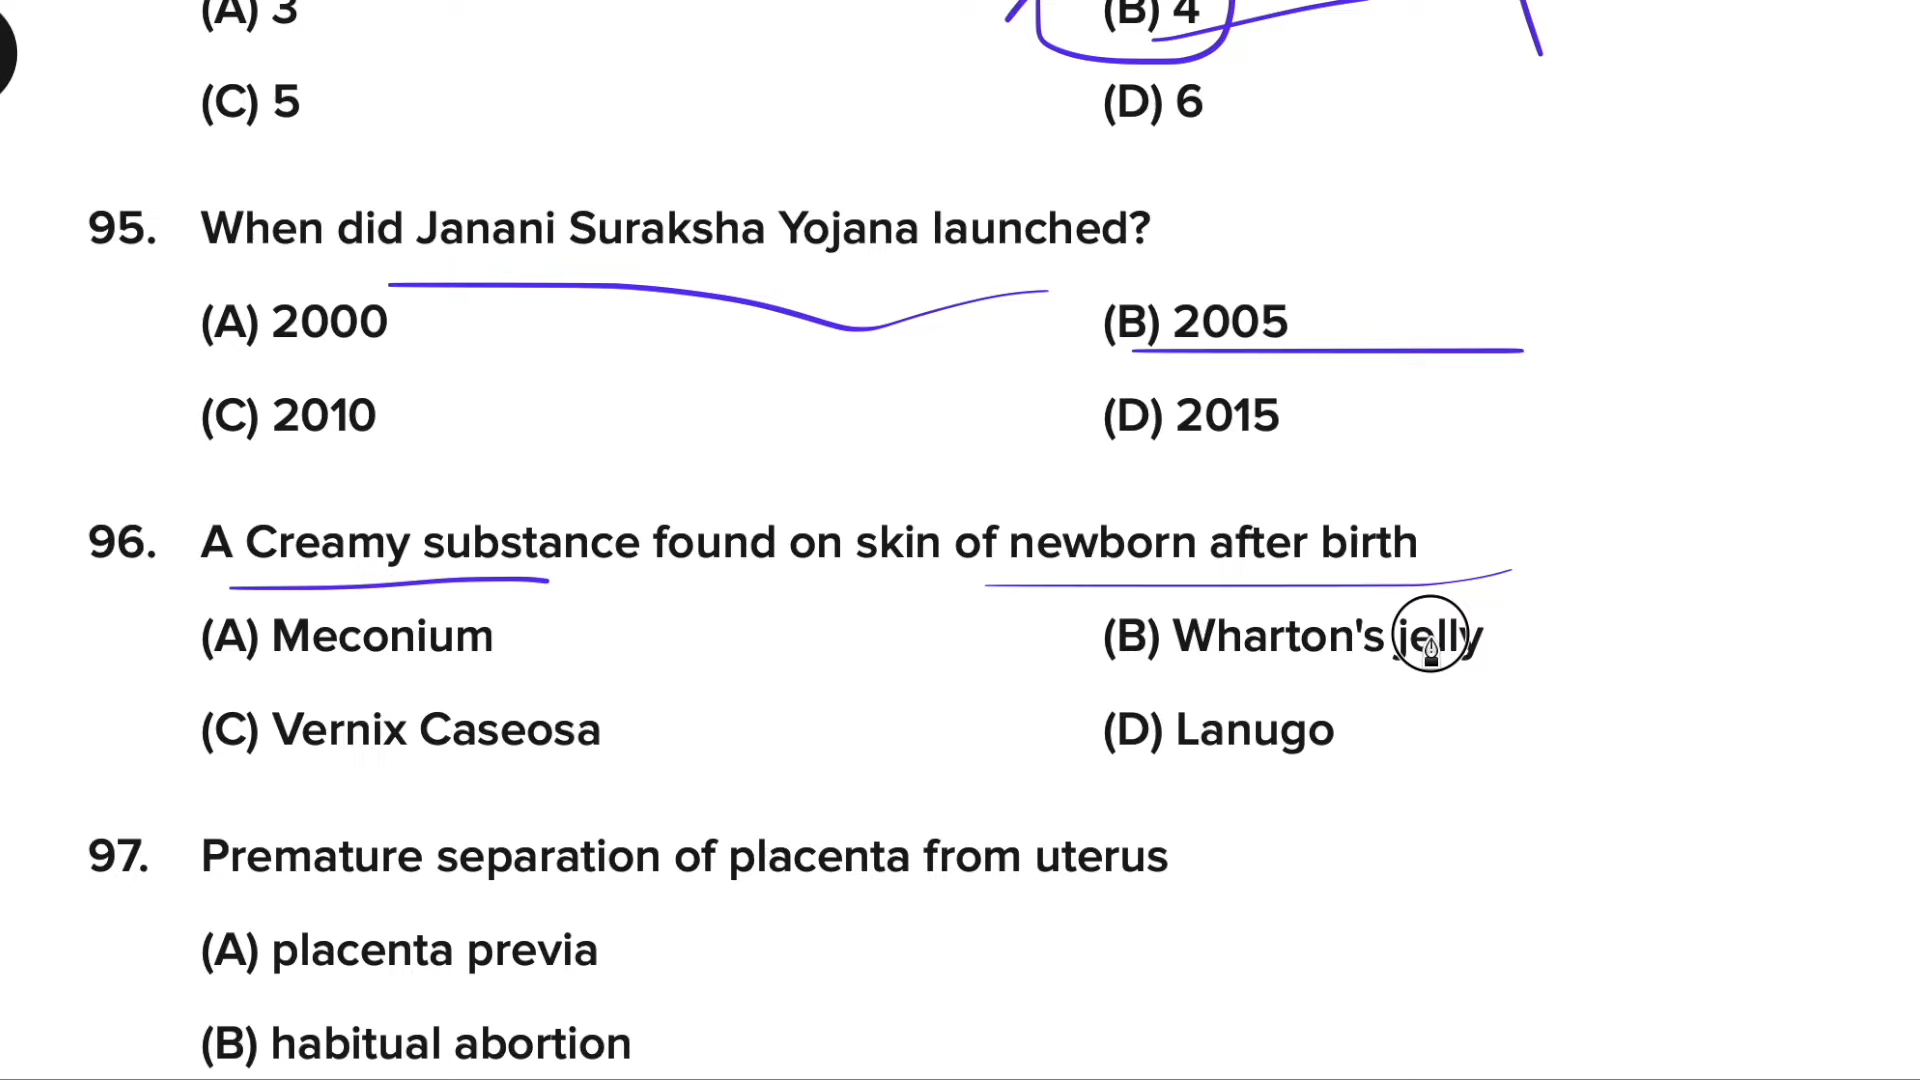 (A) 3
(B) 4
(C) 5
(D) 6
95. When did Janani Suraksha Yojana launched?
(A) 2000
(B) 2005
(C) 2010
(D) 2015
96. A Creamy substance found on skin of newborn after birth
(A) Meconium
(B) Wharton's jelly
(C) Vernix Caseosa
(D) Lanugo
97. Premature separation of placenta from uterus
(A) placenta previa
(B) habitual abortion